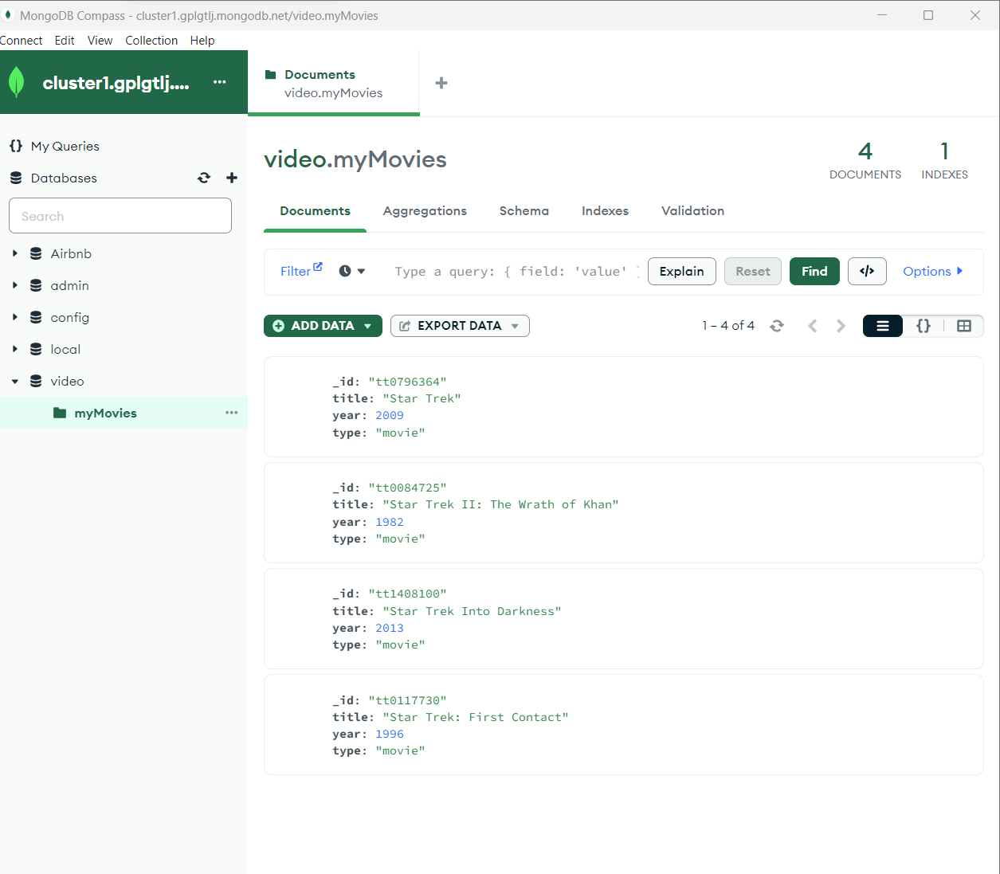 MongoDB Compass - cluster1.gplgtlj.mongodb.net/video.myMovies
Connect Edit View Collection Help
cluster1.gplgtlj....
Documents
video.myMovies
My Queries
Databases
Search
Airbnb
admin
config
local
video
myMovies
video.myMovies
4
DOCUMENTS
1
INDEXES
Documents Aggregations Schema Indexes Validation
Filter Type a query: { field: 'value' } Explain Reset Find </> Options
ADD DATA EXPORT DATA 1 – 4 of 4 {}
_id: "tt0796364"
title: "Star Trek"
year: 2009
type: "movie"
_id: "tt0084725"
title: "Star Trek II: The Wrath of Khan"
year: 1982
type: "movie"
_id: "tt1408100"
title: "Star Trek Into Darkness"
year: 2013
type: "movie"
_id: "tt0117730"
title: "Star Trek: First Contact"
year: 1996
type: "movie"